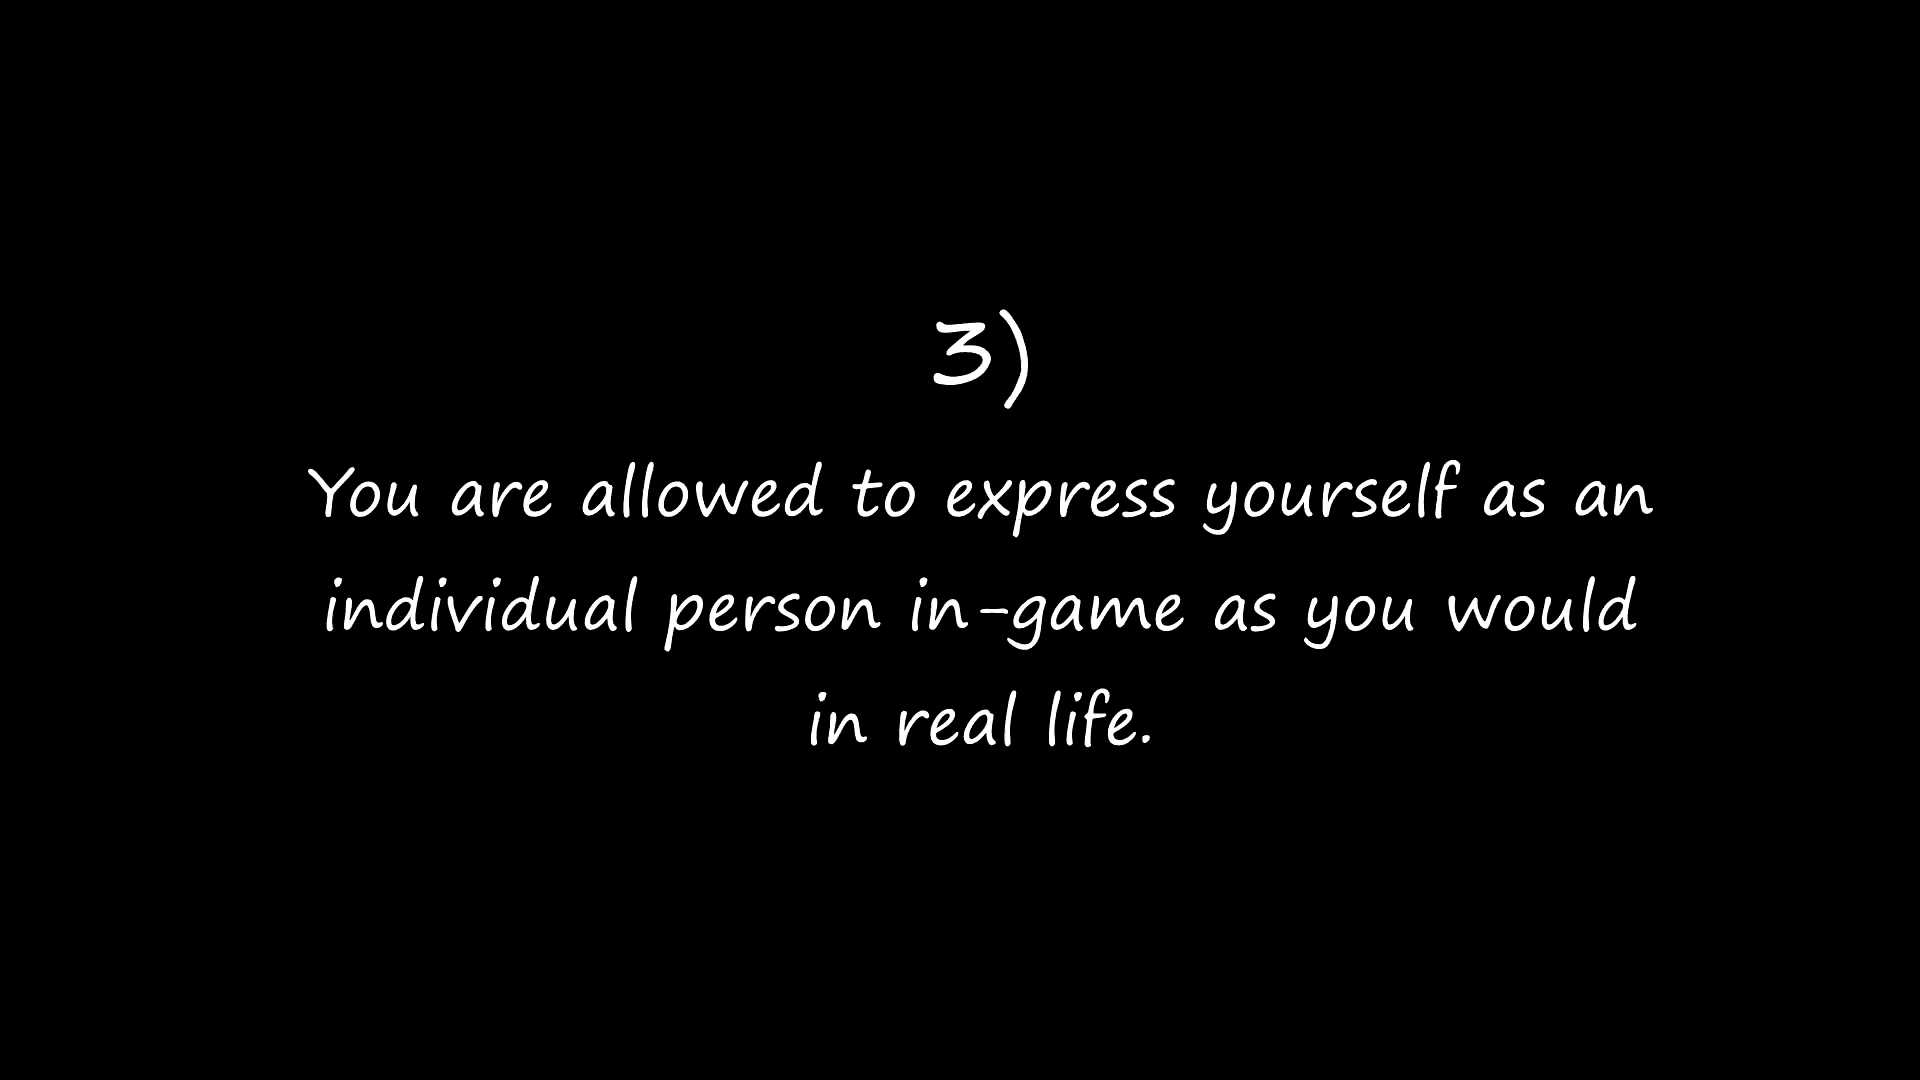 3)
You are allowed to express yourself as an
individual person in-game as you would
in real life.